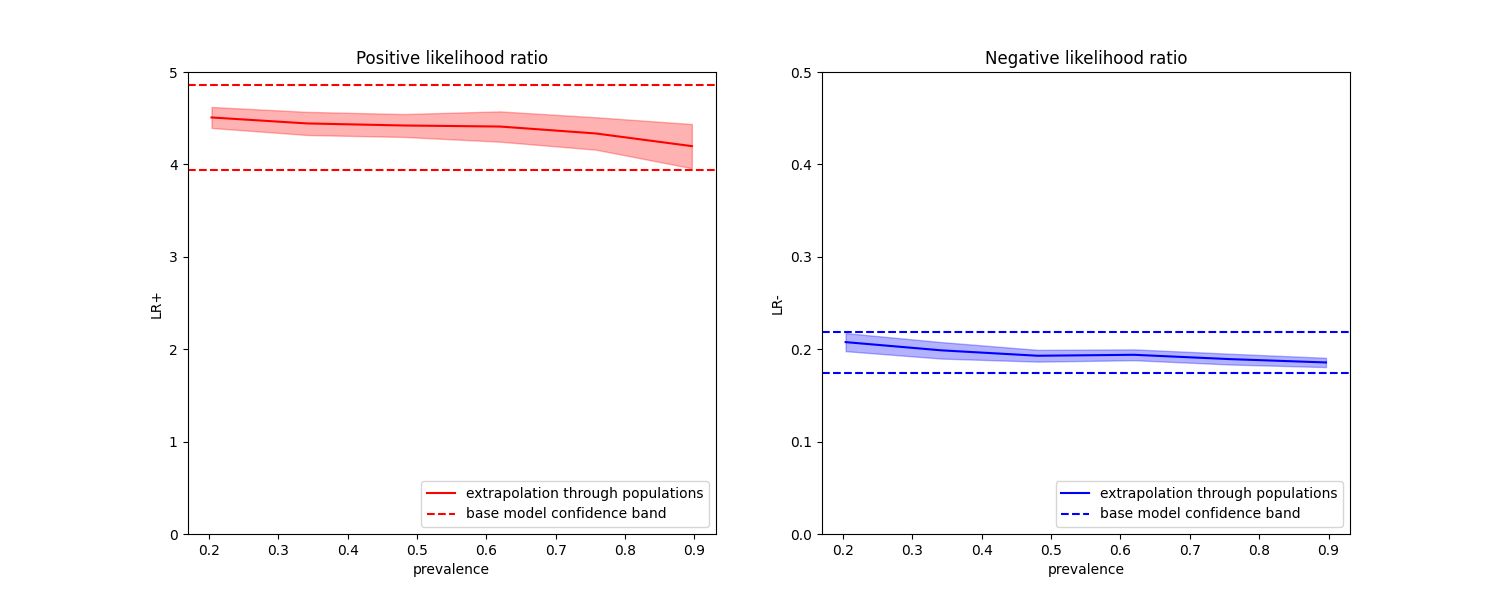 Positive likelihood ratio
5
4
3
2
1
0
LR+
0.2 0.3 0.4 0.5 0.6 0.7 0.8 0.9
prevalence
extrapolation through populations
base model confidence band
Negative likelihood ratio
0.5
0.4
0.3
0.2
0.1
0.0
LR-
0.2 0.3 0.4 0.5 0.6 0.7 0.8 0.9
prevalence
extrapolation through populations
base model confidence band